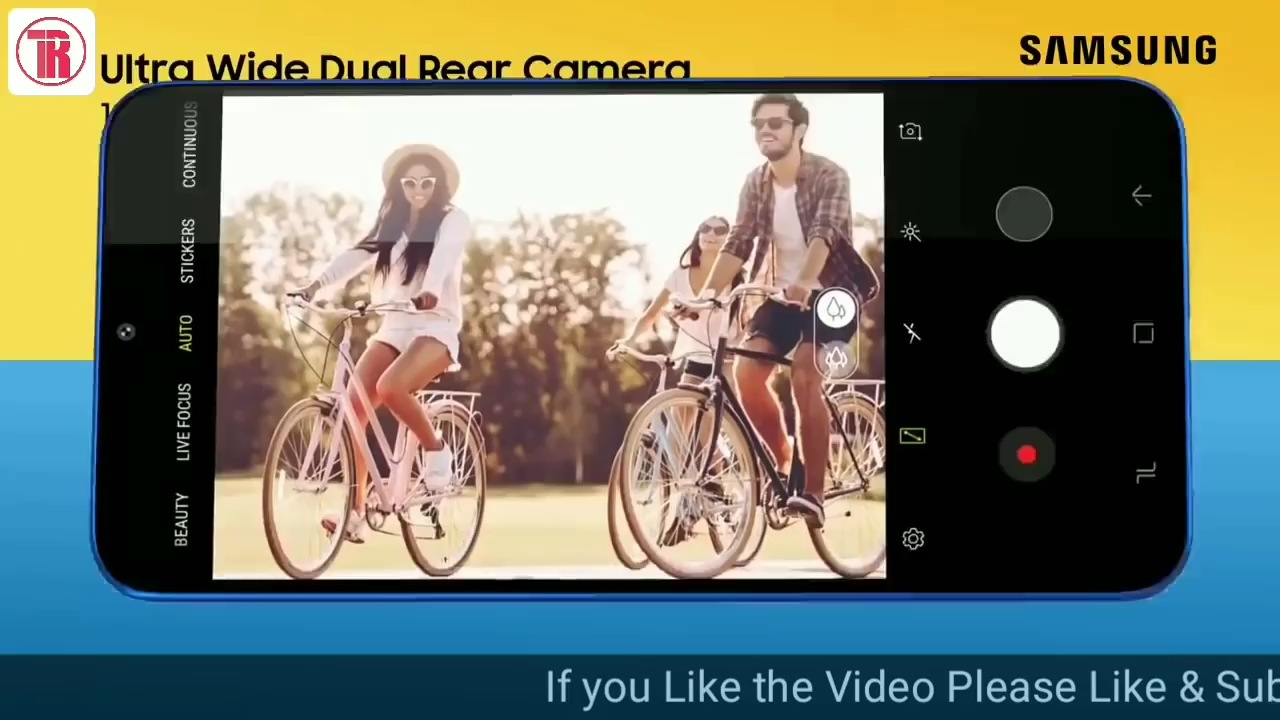 TR
Ultra Wide Dual Rear Camera
SAMSUNG
CONTINUOUS
STICKERS
AUTO
LIVE FOCUS
BEAUTY
If you Like the Video Please Like & Sub